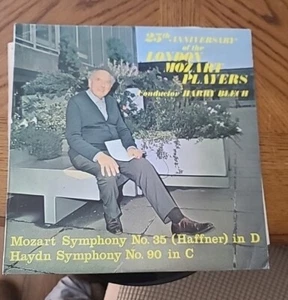 25th ANNIVERSARY
of the
LONDON
MOZART
PLAYERS
conductor HARRY BLECH
Mozart Symphony No. 35 (Haffner) in D
Haydn Symphony No. 90 in C